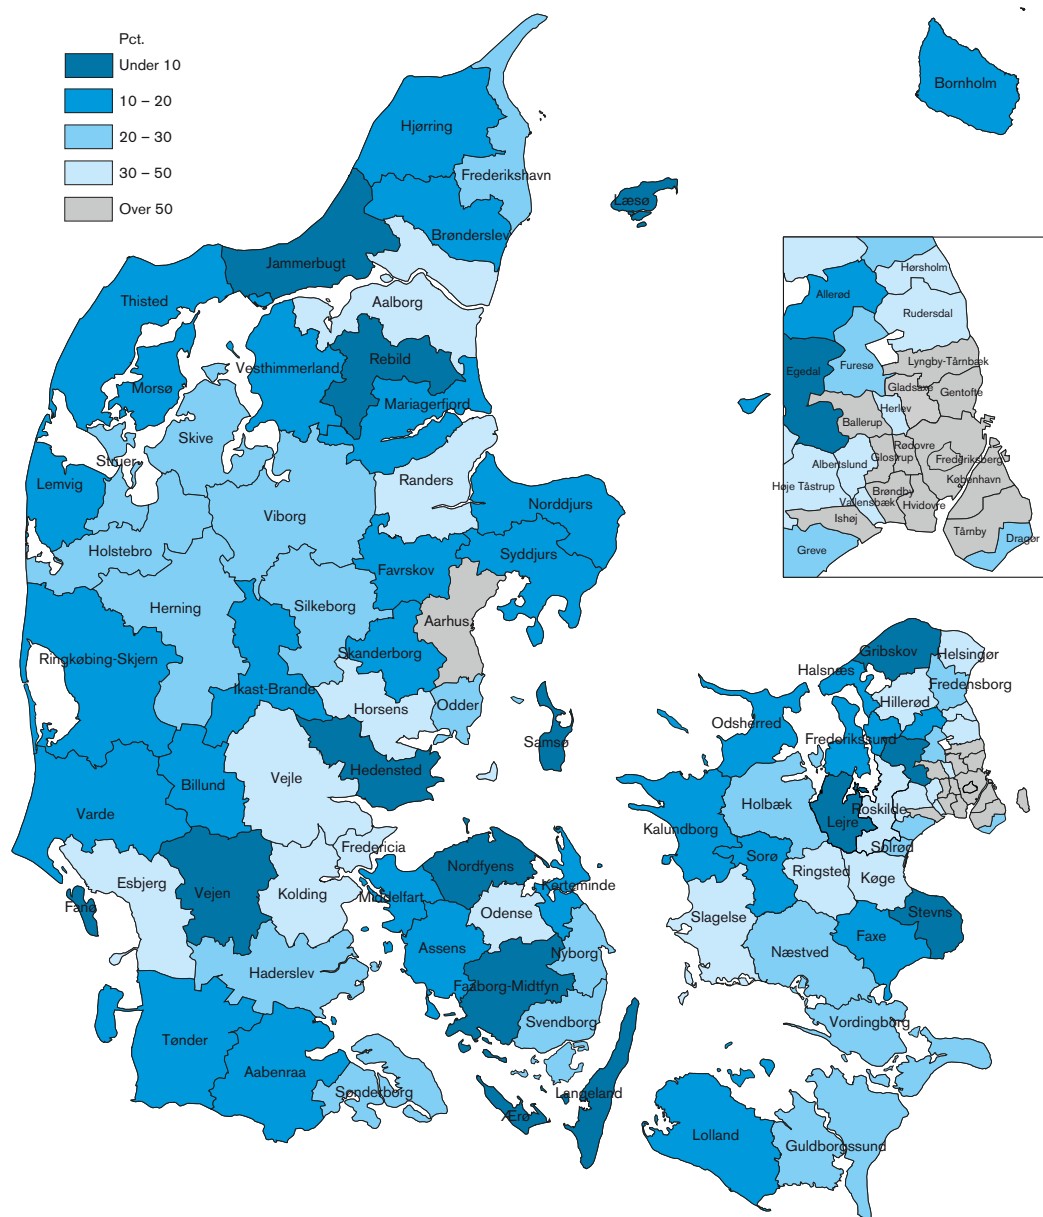 Pct.
Under 10
10 – 20
20 – 30
30 – 50
Over 50
Bornholm
Hjørring
Frederikshavn
Læsø
Brønderslev
Jammerbugt
Thisted
Aalborg
Rebild
Vesthimmerland
Morsø
Mariagerfjord
Skive
Struer
Lemvig
Randers
Norddjurs
Viborg
Holstebro
Syddjurs
Favrskov
Herning
Silkeborg
Aarhus
Skanderborg
Ringkøbing-Skjern
Ikast-Brande
Horsens
Odder
Samsø
Hedensted
Vejle
Billund
Varde
Fredericia
Esbjerg
Vejen
Kolding
Fanø
Middelfart
Nordfyens
Kerteminde
Odense
Assens
Nyborg
Haderslev
Faaborg-Midtfyn
Svendborg
Tønder
Aabenraa
Sønderborg
Langeland
Ærø
Hørsholm
Allerød
Rudersdal
Lyngby-Tårnbæk
Egedal
Furesø
Gladsaxe
Gentofte
Herlev
Ballerup
Rødovre
Albertslund
Glostrup
Frederiksberg
Høje Tåstrup
København
Brøndby
Vallensbæk
Hvidovre
Ishøj
Tårnby
Greve
Dragør
Gribskov
Helsingør
Halsnæs
Fredensborg
Hillerød
Odsherred
Frederikssund
Holbæk
Roskilde
Lejre
Kalundborg
Solrød
Sorø
Ringsted
Køge
Slagelse
Stevns
Faxe
Næstved
Vordingborg
Lolland
Guldborgssund